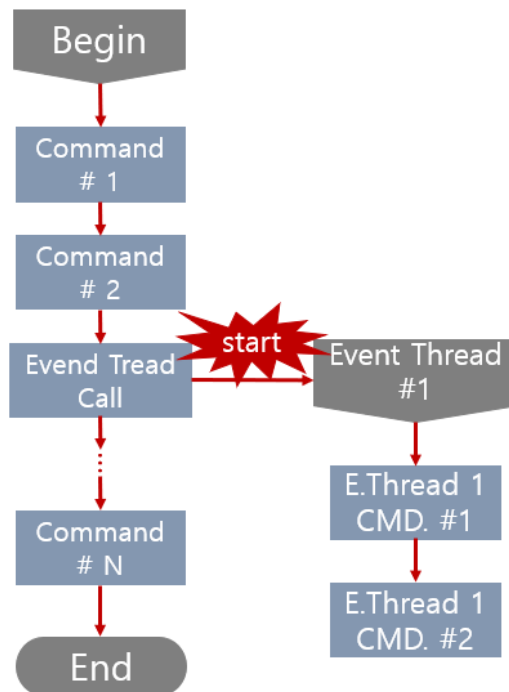 Begin
Command
# 1
Command
# 2
Evend Tread
Call
start
Event Thread
#1
E.Thread 1
CMD. #1
E.Thread 1
CMD. #2
Command
# N
End